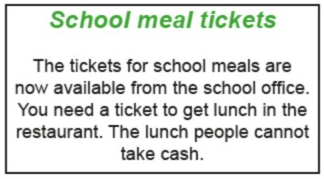 School meal tickets
The tickets for school meals are
now available from the school office.
You need a ticket to get lunch in the
restaurant. The lunch people cannot
take cash.